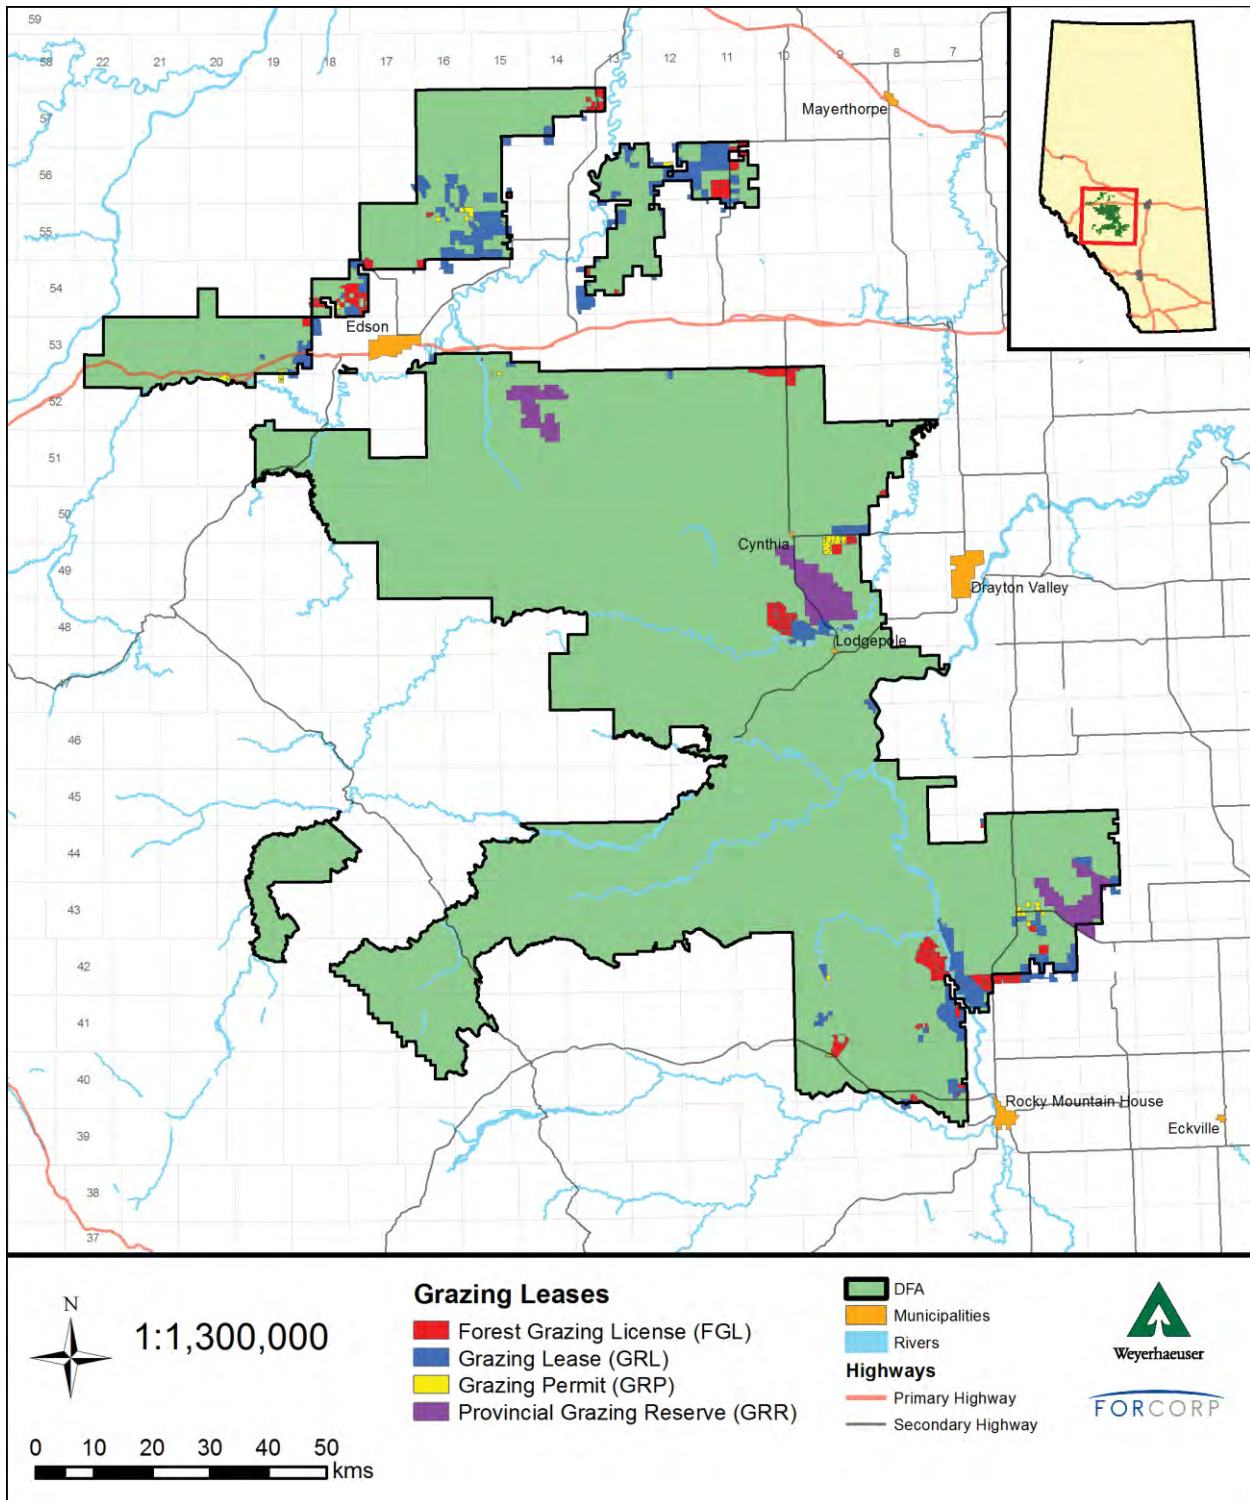 59
58 22 21 20 19 18 17 16 15 14 13 12 11 10 9 8 7
57
Mayerthorpe
56
55
54
Edson
53
52
51
50
Cynthia
49
Drayton Valley
48
Lodgepole
47
46
45
44
43
42
41
40
Rocky Mountain House
39
Eckville
38
37
N
1:1,300,000
0 10 20 30 40 50
kms
Grazing Leases
Forest Grazing License (FGL)
Grazing Lease (GRL)
Grazing Permit (GRP)
Provincial Grazing Reserve (GRR)
DFA
Municipalities
Rivers
Highways
Primary Highway
Secondary Highway
Weyerhaeuser
FORCORP